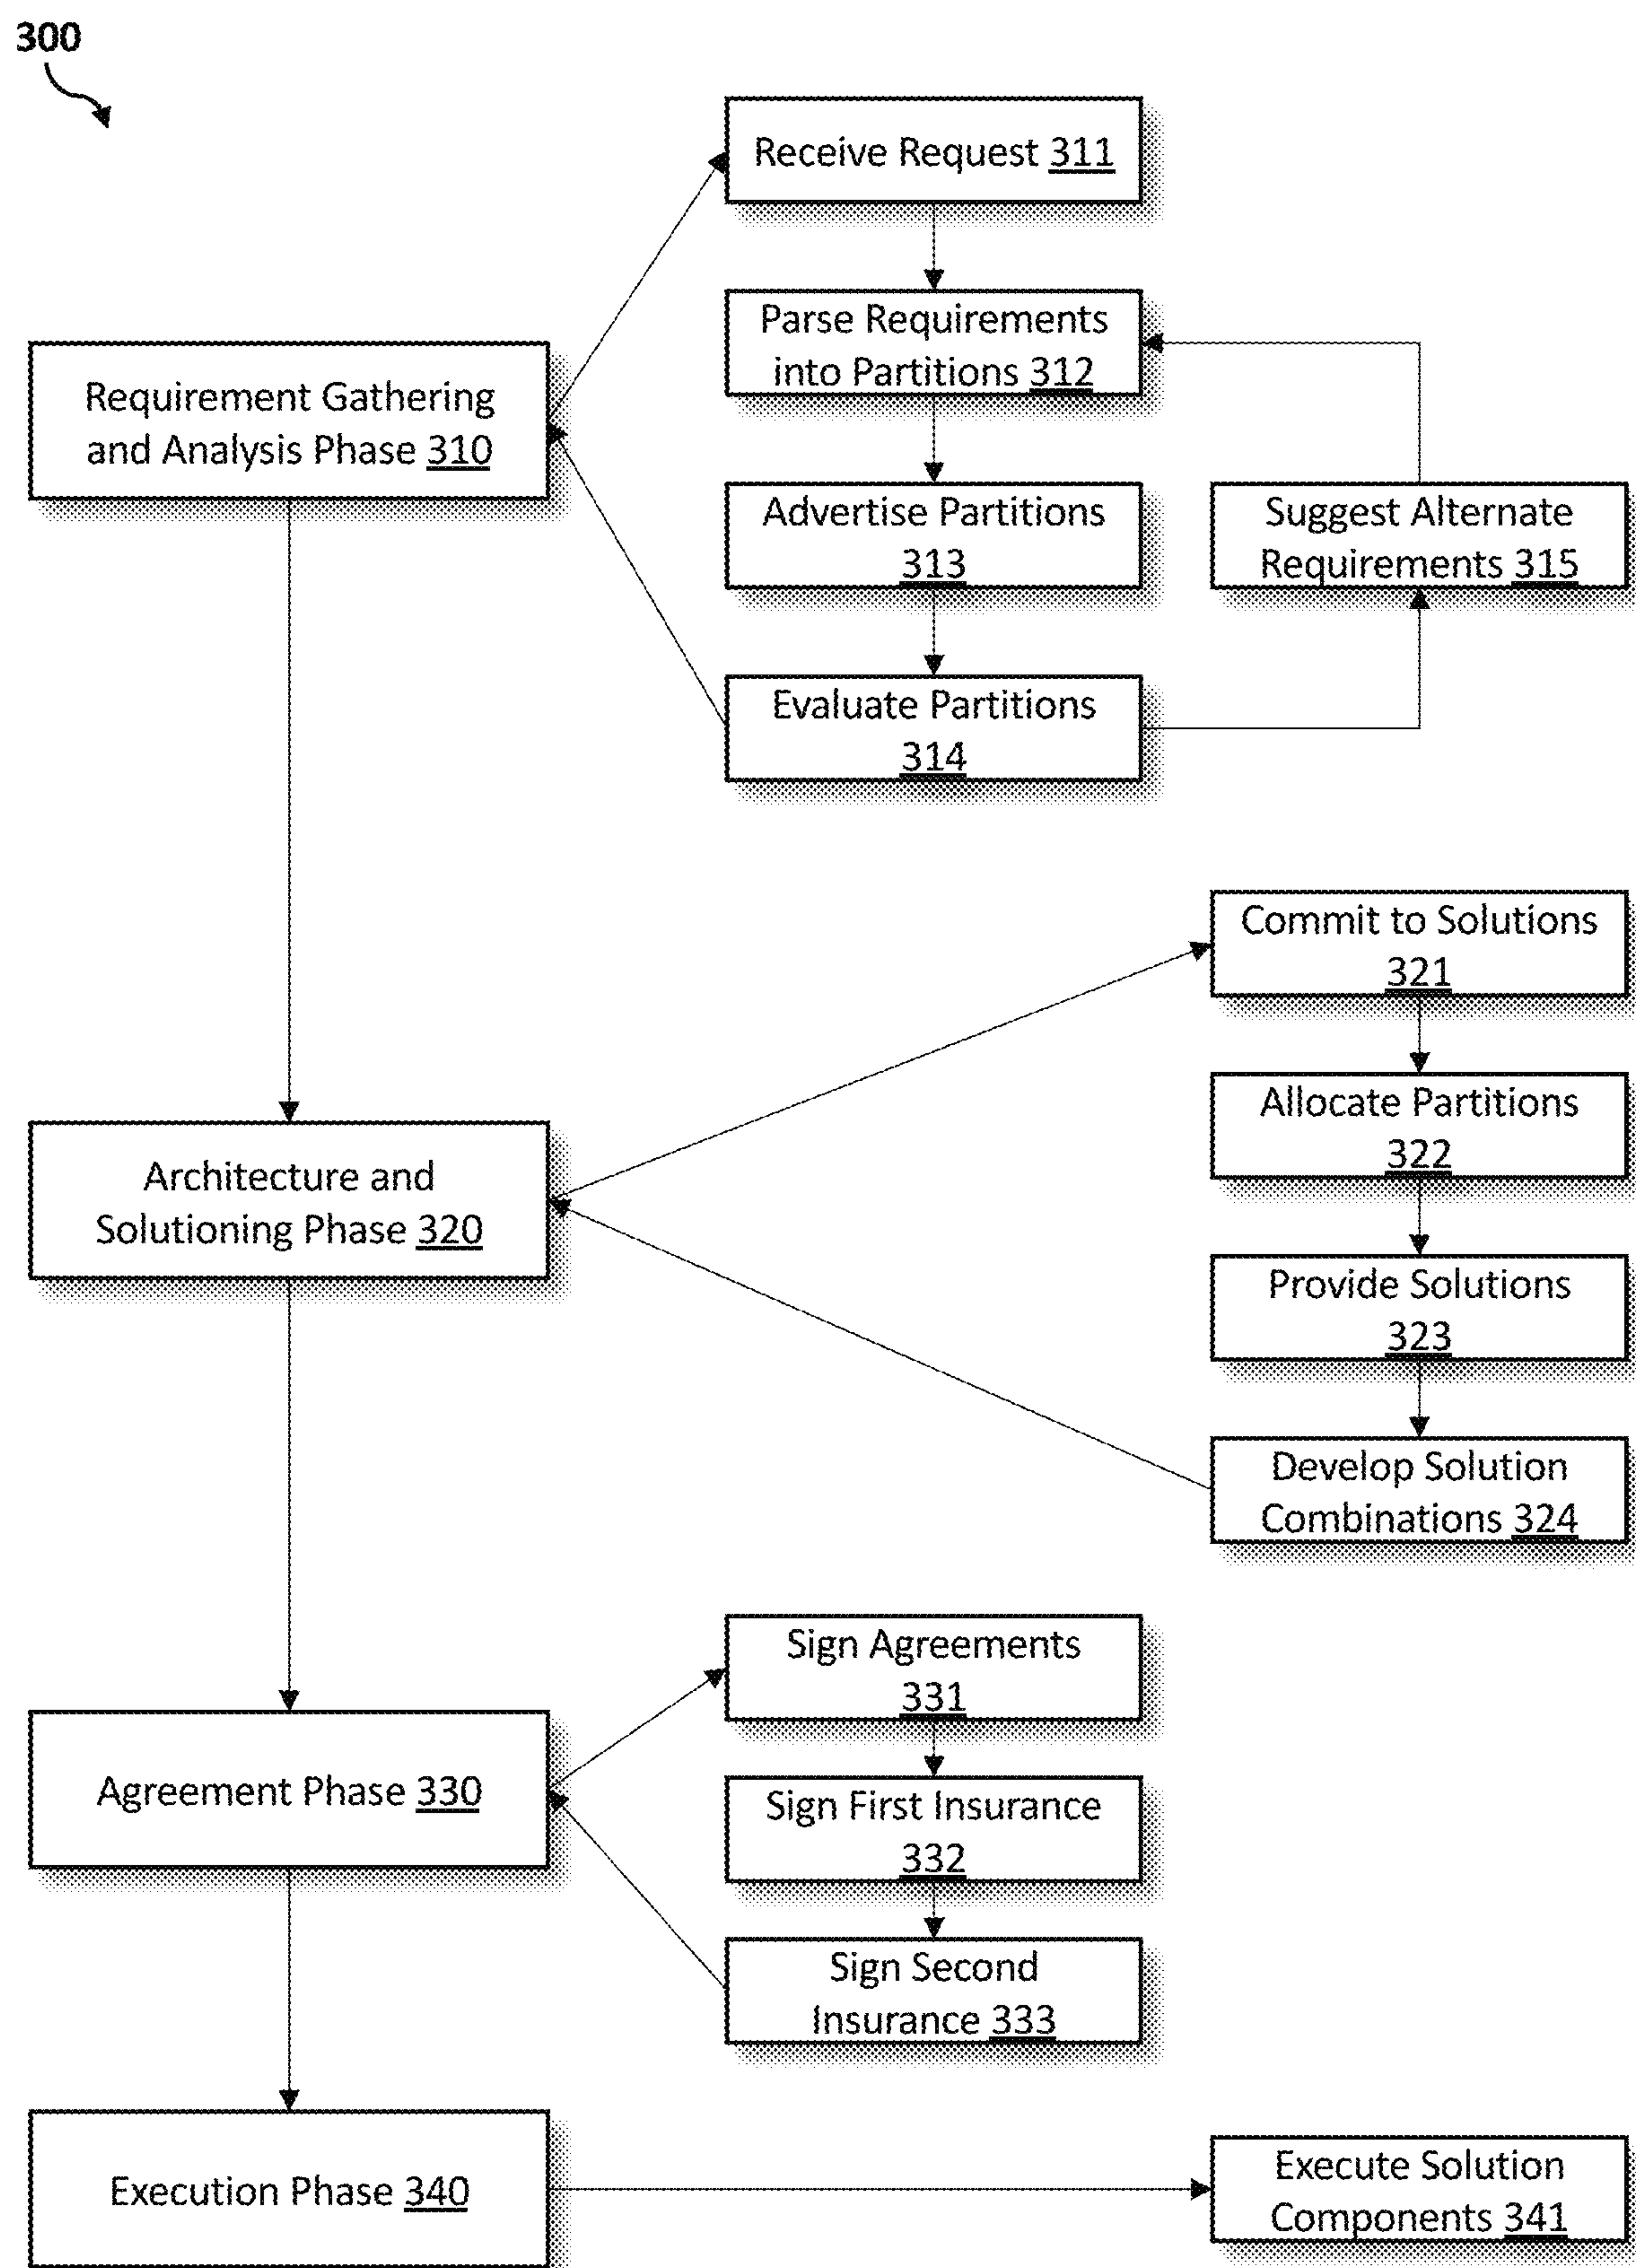 300
Receive Request 311
Parse Requirements
into Partitions 312
Requirement Gathering
and Analysis Phase 310
Advertise Partitions
313
Suggest Alternate
Requirements 315
Evaluate Partitions
314
Commit to Solutions
321
Allocate Partitions
322
Architecture and
Solutioning Phase 320
Provide Solutions
323
Develop Solution
Combinations 324
Sign Agreements
331
Agreement Phase 330
Sign First Insurance
332
Sign Second
Insurance 333
Execution Phase 340
Execute Solution
Components 341